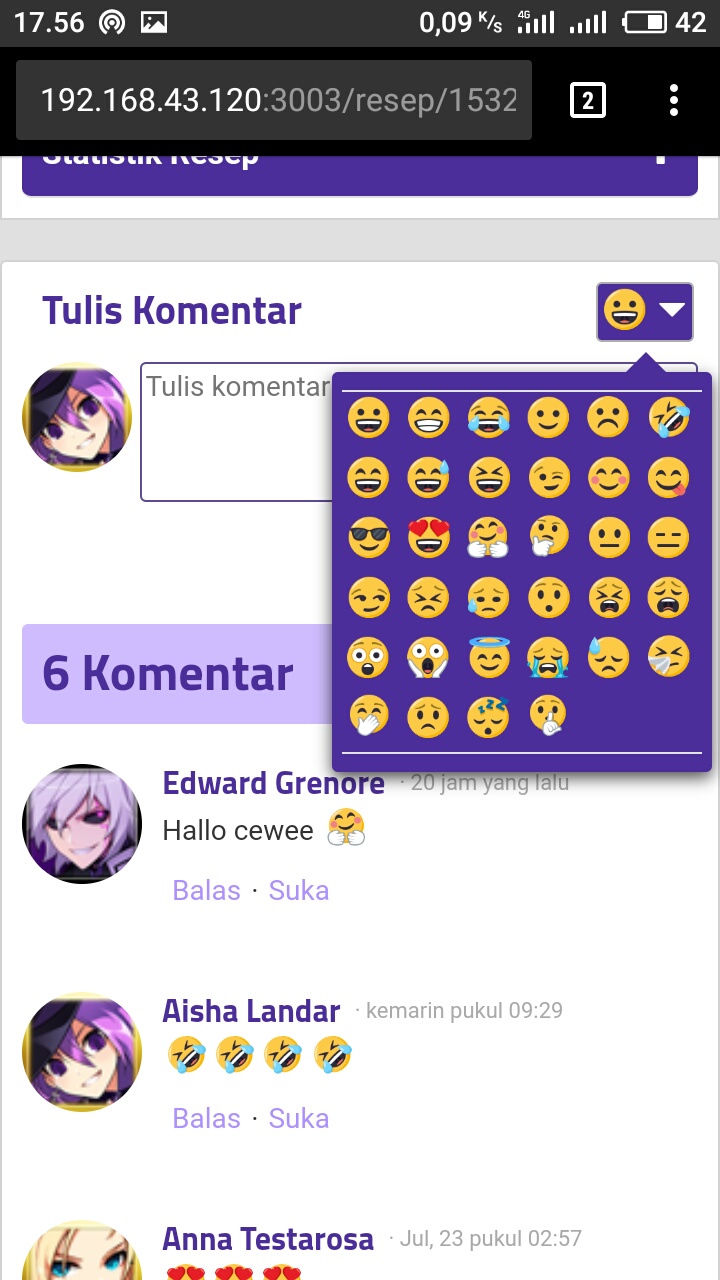 17.56 0,09 K/s 4G 42
192.168.43.120:3003/resep/1532
2
Statistik Resep
Tulis Komentar
Tulis komentar
6 Komentar
Edward Grenore · 20 jam yang lalu
Hallo cewee 🤗
Balas · Suka
Aisha Landar · kemarin pukul 09:29
🤣 🤣 🤣 🤣
Balas · Suka
Anna Testarosa · Jul, 23 pukul 02:57
😍 😍 😍